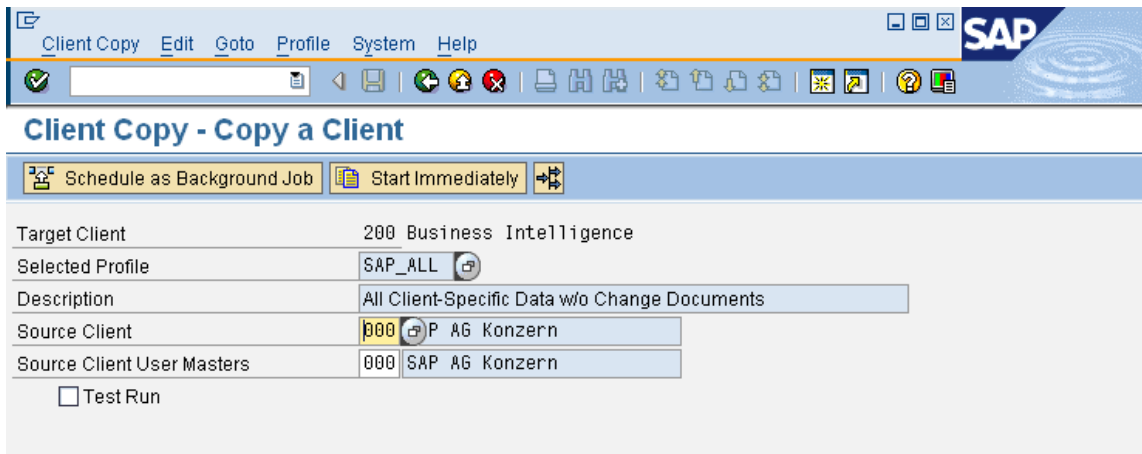 Client Copy Edit Goto Profile System Help
SAP
Client Copy - Copy a Client
Schedule as Background Job Start Immediately
Target Client 200 Business Intelligence
Selected Profile SAP_ALL
Description All Client-Specific Data w/o Change Documents
Source Client 000 P AG Konzern
Source Client User Masters 000 SAP AG Konzern
Test Run